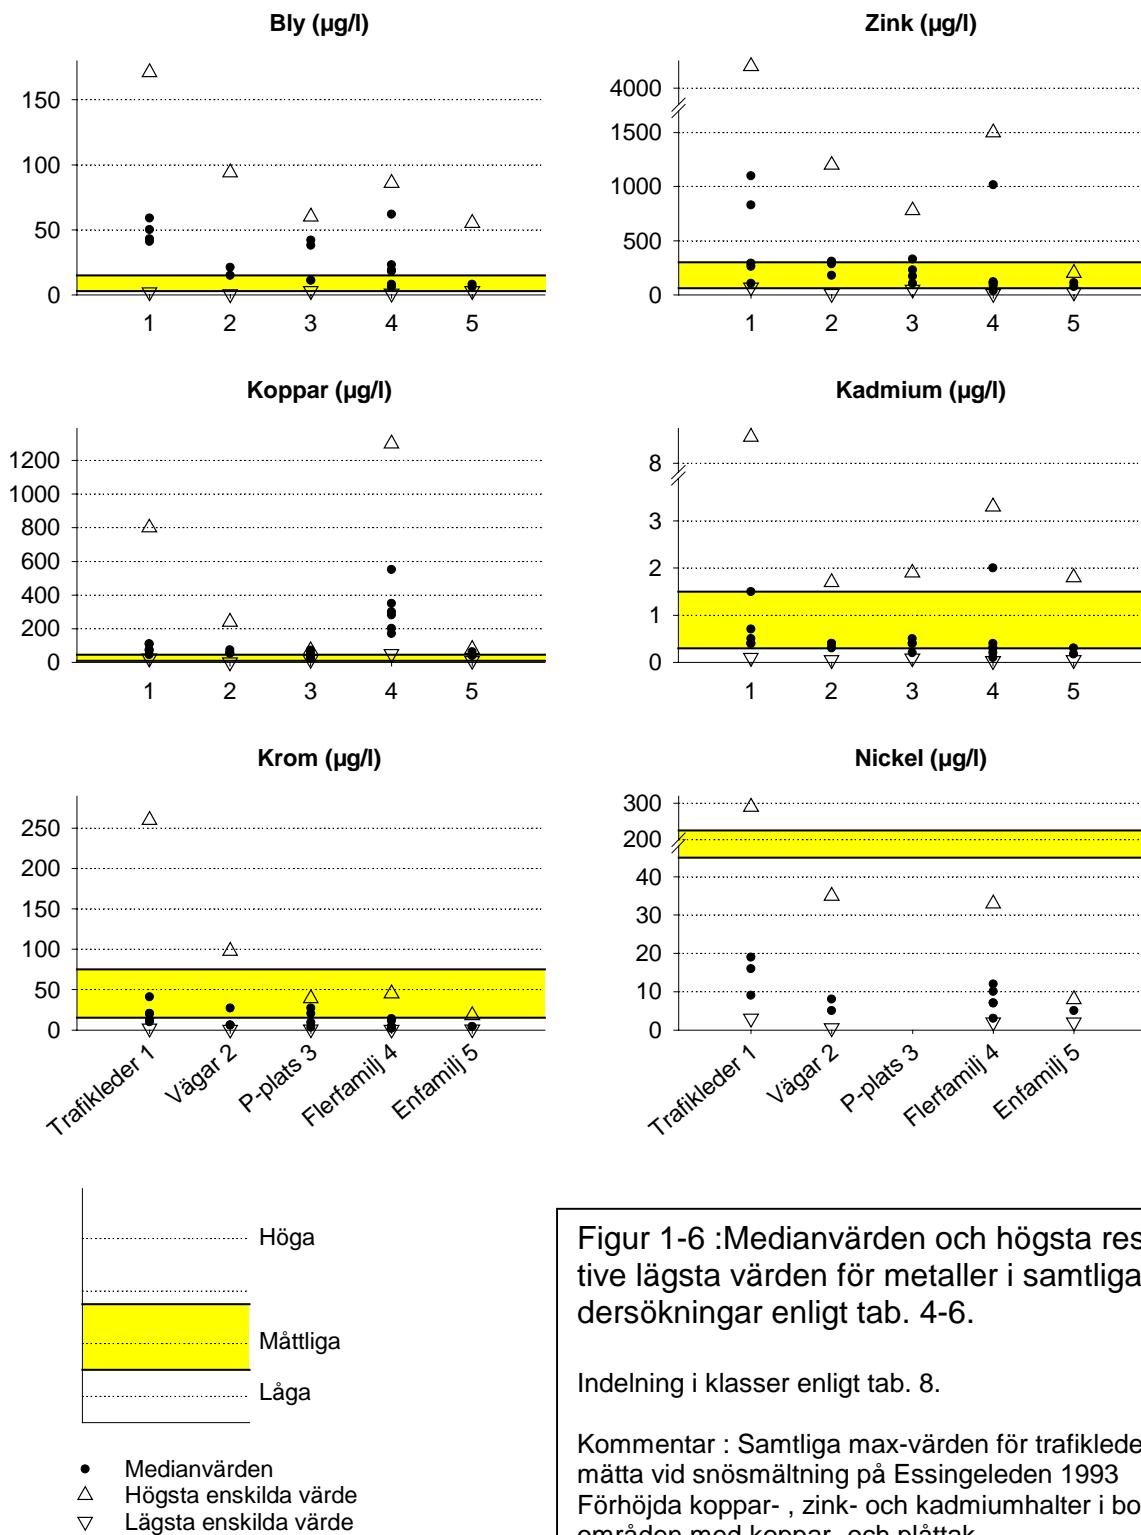 Bly (µg/l)
150
100
50
0
1 2 3 4 5
Zink (µg/l)
4000
1500
1000
500
0
1 2 3 4 5
Koppar (µg/l)
1200
1000
800
600
400
200
0
1 2 3 4 5
Kadmium (µg/l)
8
3
2
1
0
1 2 3 4 5
Krom (µg/l)
250
200
150
100
50
0
Trafikleder 1
Vägar 2
P-plats 3
Flerfamilj 4
Enfamilj 5
Nickel (µg/l)
300
200
40
30
20
10
0
Trafikleder 1
Vägar 2
P-plats 3
Flerfamilj 4
Enfamilj 5
Höga
Måttliga
Låga
Medianvärden
Högsta enskilda värde
Lägsta enskilda värde
Figur 1-6 :Medianvärden och högsta res
tive lägsta värden för metaller i samtliga
dersökningar enligt tab. 4-6.
Indelning i klasser enligt tab. 8.
Kommentar : Samtliga max-värden för trafiklede
mätta vid snösmältning på Essingeleden 1993
Förhöjda koppar- , zink- och kadmiumhalter i bo
områden med koppar- och plåttak